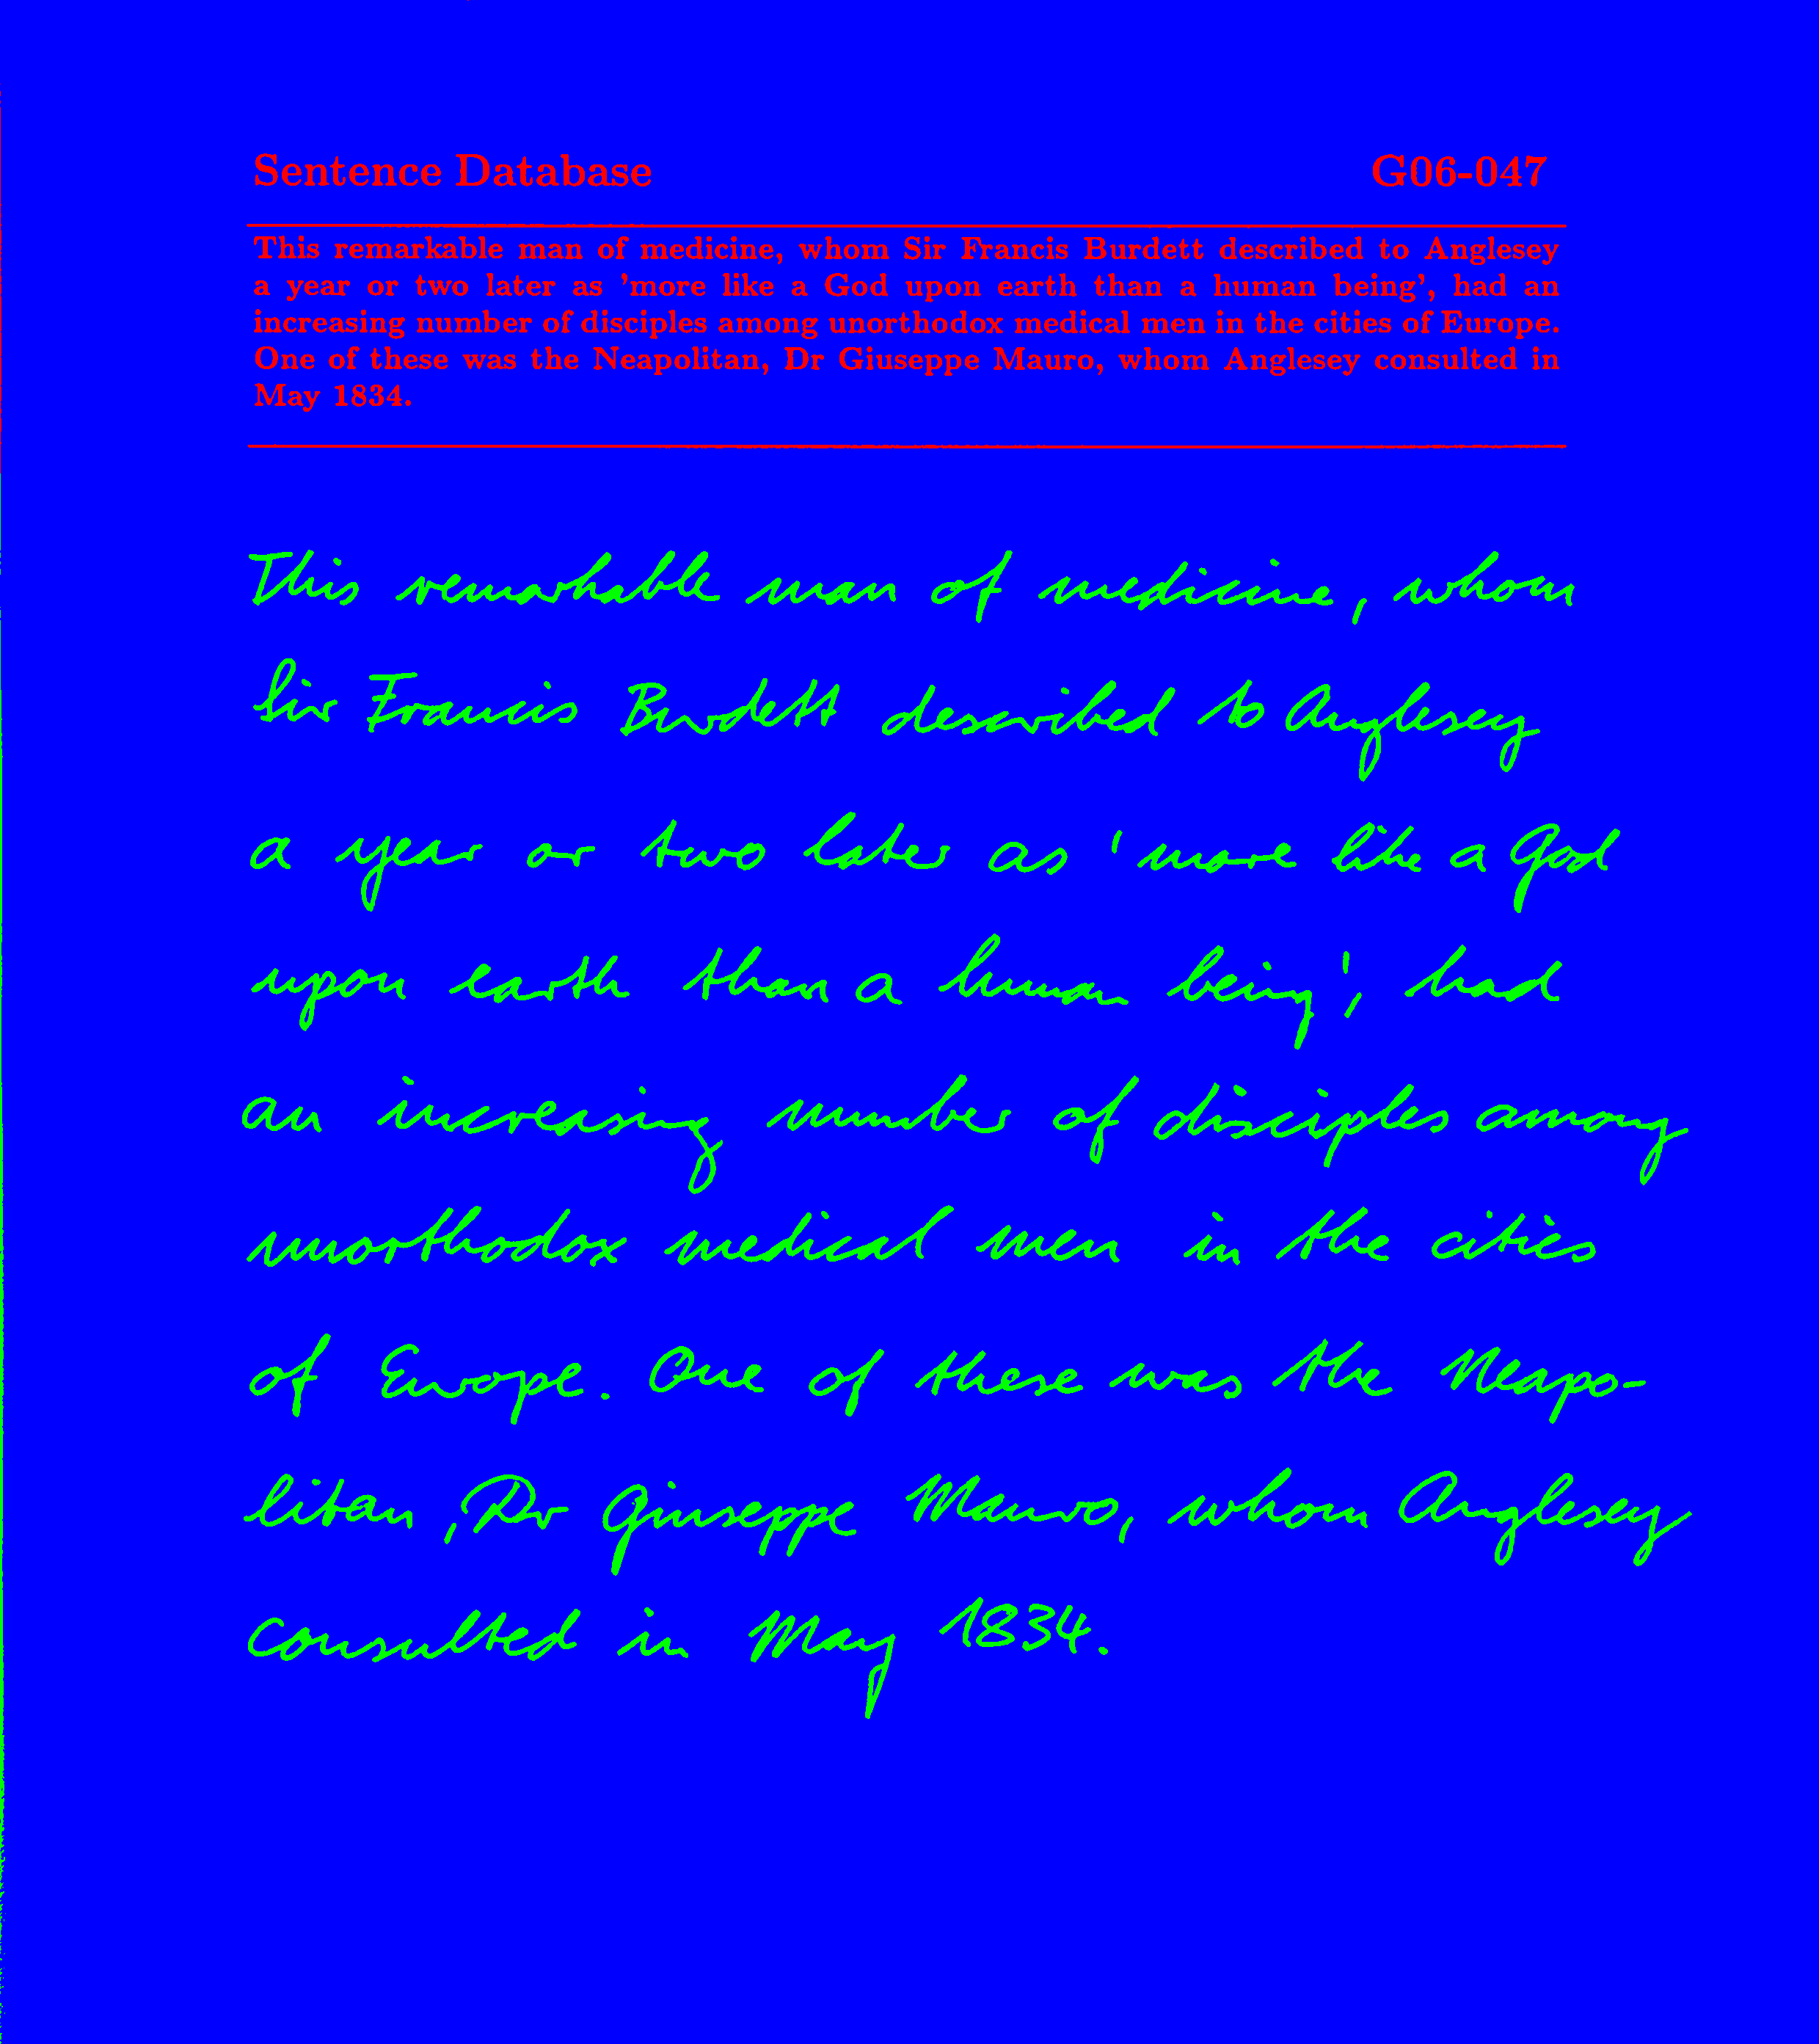 Sentence Database G06-047
This remarkable man of medicine, whom Sir Francis Burdett described to Anglesey
a year or two later as 'more like a God upon earth than a human being', had an
increasing number of disciples among unorthodox medical men in the cities of Europe.
One of these was the Neapolitan, Dr Giuseppe Mauro, whom Anglesey consulted in
May 1834.
This remarkable man of medicine, whom
Sir Francis Burdett described to Anglesey
a year or two later as 'more like a God
upon earth than a human being', had
an increasing number of disciples among
unorthodox medical men in the cities
of Europe. One of these was the Neapo-
litan, Dr Giuseppe Mauro, whom Anglesey
consulted in May 1834.